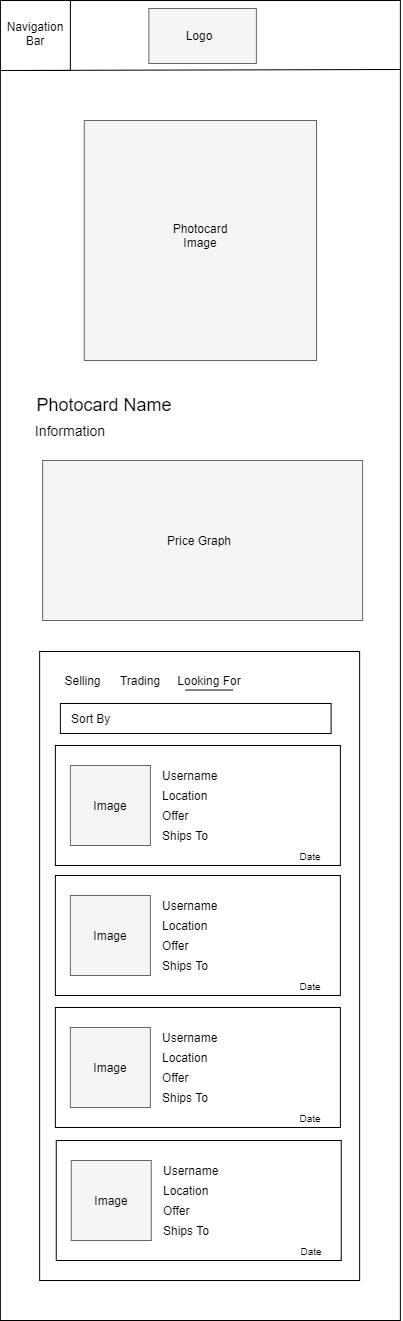 Navigation
Bar
Logo
Photocard
Image
Photocard Name
Information
Price Graph
Selling Trading Looking For
Sort By
Image
Username
Location
Offer
Ships To
Date
Image
Username
Location
Offer
Ships To
Date
Image
Username
Location
Offer
Ships To
Date
Image
Username
Location
Offer
Ships To
Date